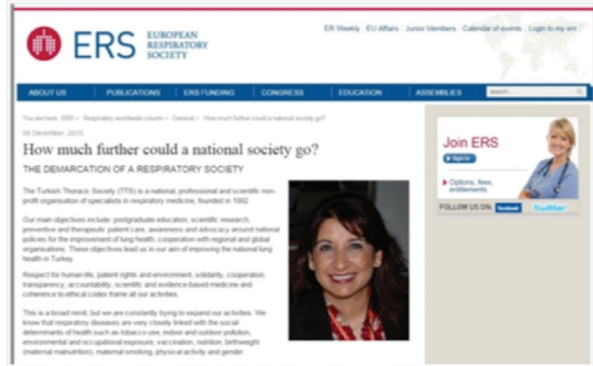 ERS
EUROPEAN
RESPIRATORY
SOCIETY
ER Weekly EU Affairs Junior Members Calendar of events Login to my ers
ABOUT US PUBLICATIONS ERS FUNDING CONGRESS EDUCATION ASSEMBLIES search...
You are here: ERS > Respiratory worldwide column > General > How much further could a national society go?
08 December, 2015
How much further could a national society go?
THE DEMARCATION OF A RESPIRATORY SOCIETY
The Turkish Thoracic Society (TTS) is a national, professional and scientific non-
profit organisation of specialists in respiratory medicine, founded in 1992.
Our main objectives include: postgraduate education, scientific research,
preventive and therapeutic patient care, awareness and advocacy around national
policies for the improvement of lung health, cooperation with regional and global
organisations. These objectives lead us in our aim of improving the national lung
health in Turkey.
Respect for human life, patient rights and environment, solidarity, cooperation,
transparency, accountability, scientific and evidence-based medicine and
coherence to ethical codes frame all our activities.
This is a broad remit, but we are constantly trying to expand our activities. We
know that respiratory diseases are very closely linked with the social
determinants of health such as tobacco use, indoor and outdoor pollution,
environmental and occupational exposure, vaccination, nutrition, birthweight
(maternal malnutrition), maternal smoking, physical activity and gender.
Join ERS
Sign in
Options, fees,
entitlements
FOLLOW US ON: facebook twitter